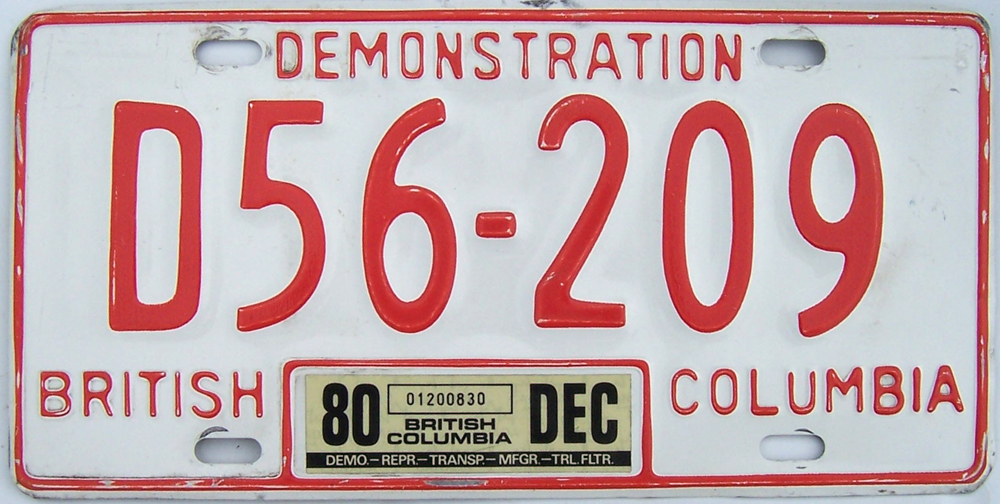 DEMONSTRATION
D56-209
BRITISH COLUMBIA
80 01200830 DEC
BRITISH
COLUMBIA
DEMO.—REPR.—TRANSP.—MFGR.—TRL.FLTR.